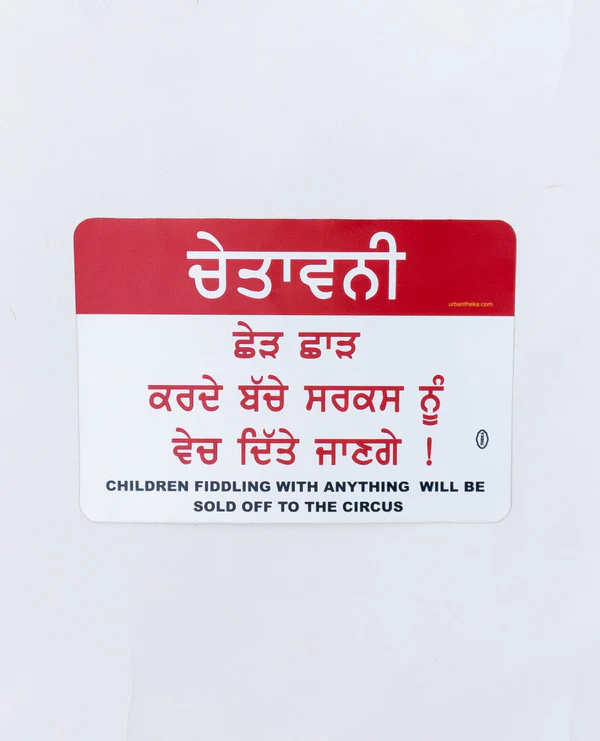 ਚੇਤਾਵਨੀ
urbantheka.com
ਛੇੜ ਛਾੜ
ਕਰਦੇ ਬੱਚੇ ਸਰਕਸ ਨੂੰ
ਵੇਚ ਦਿੱਤੇ ਜਾਣਗੇ !
CHILDREN FIDDLING WITH ANYTHING WILL BE
SOLD OFF TO THE CIRCUS